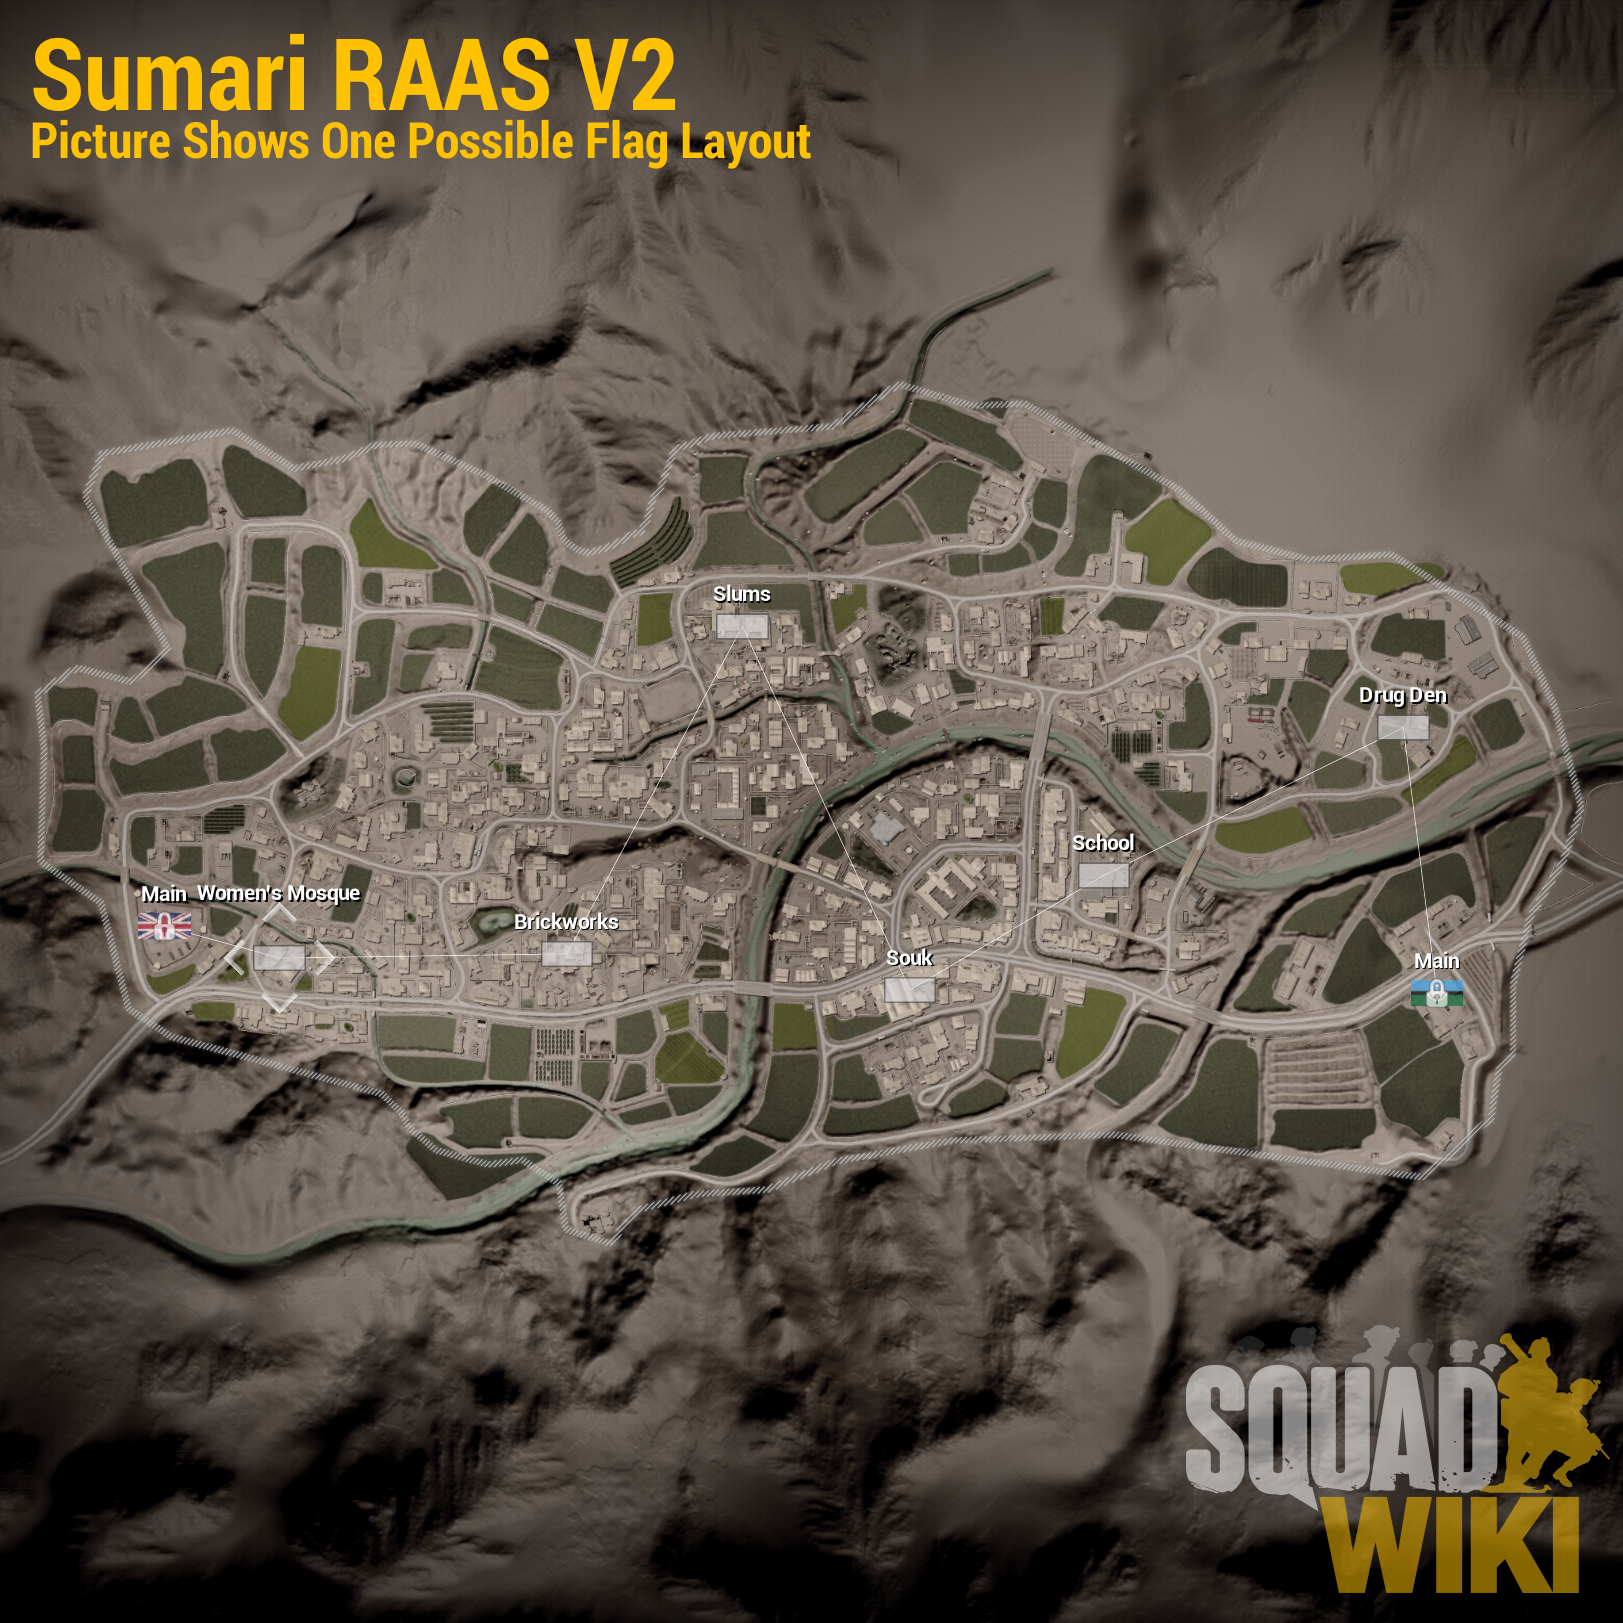 Sumari RAAS V2
Picture Shows One Possible Flag Layout
Slums
Drug Den
School
Main
Women's Mosque
Brickworks
Souk
Main
SQUAD
WIKI